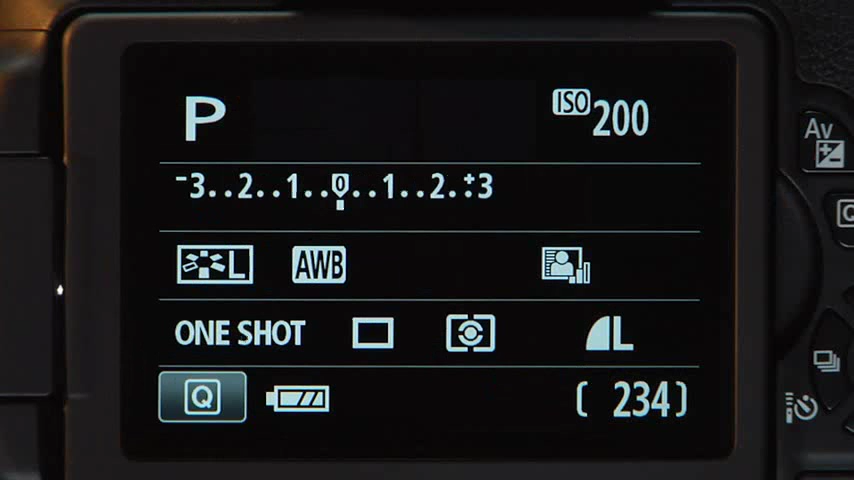 P ISO 200
-3..2..1..0..1..2.:+3
L AWB
ONE SHOT L
Q ( 234)
Av
Q